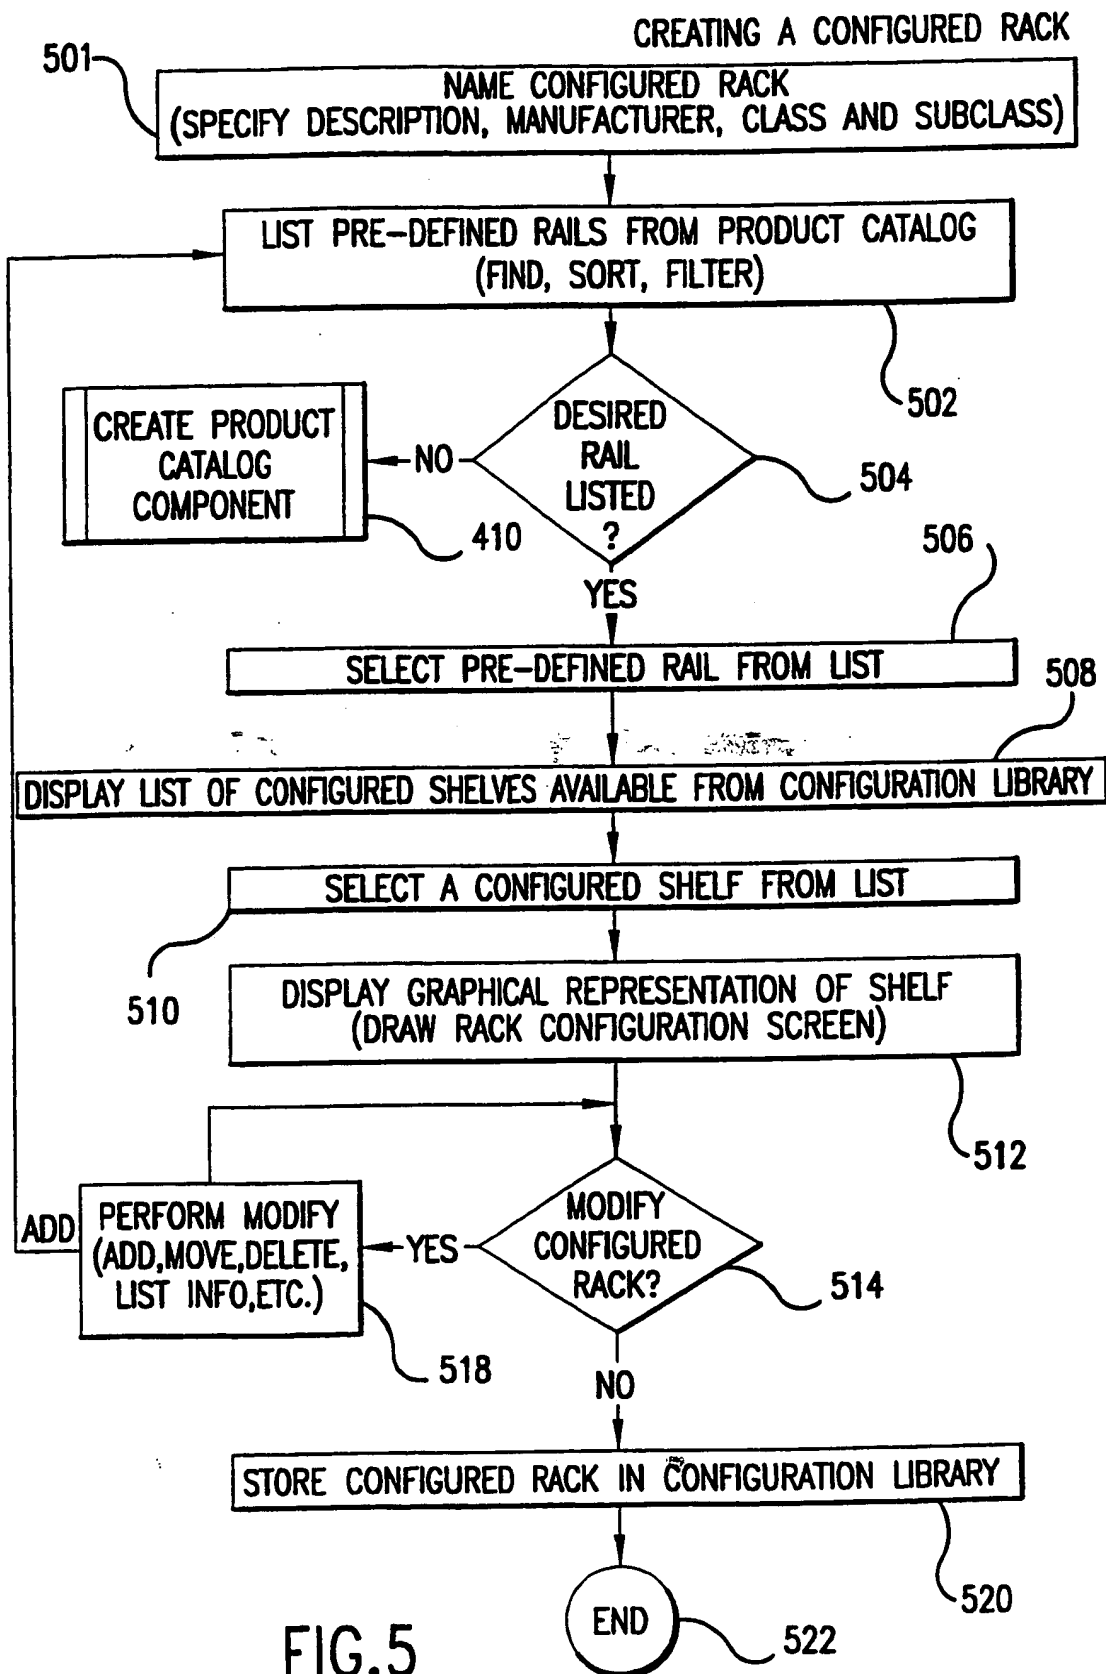 CREATING A CONFIGURED RACK
501
NAME CONFIGURED RACK
(SPECIFY DESCRIPTION, MANUFACTURER, CLASS AND SUBCLASS)
LIST PRE-DEFINED RAILS FROM PRODUCT CATALOG
(FIND, SORT, FILTER)
502
DESIRED
RAIL
LISTED
?
504
NO
CREATE PRODUCT
CATALOG
COMPONENT
410
YES
506
SELECT PRE-DEFINED RAIL FROM LIST
508
DISPLAY LIST OF CONFIGURED SHELVES AVAILABLE FROM CONFIGURATION LIBRARY
SELECT A CONFIGURED SHELF FROM LIST
510
DISPLAY GRAPHICAL REPRESENTATION OF SHELF
(DRAW RACK CONFIGURATION SCREEN)
512
MODIFY
CONFIGURED
RACK?
514
YES
ADD
PERFORM MODIFY
(ADD,MOVE,DELETE,
LIST INFO,ETC.)
518
NO
STORE CONFIGURED RACK IN CONFIGURATION LIBRARY
520
END
522
FIG.5